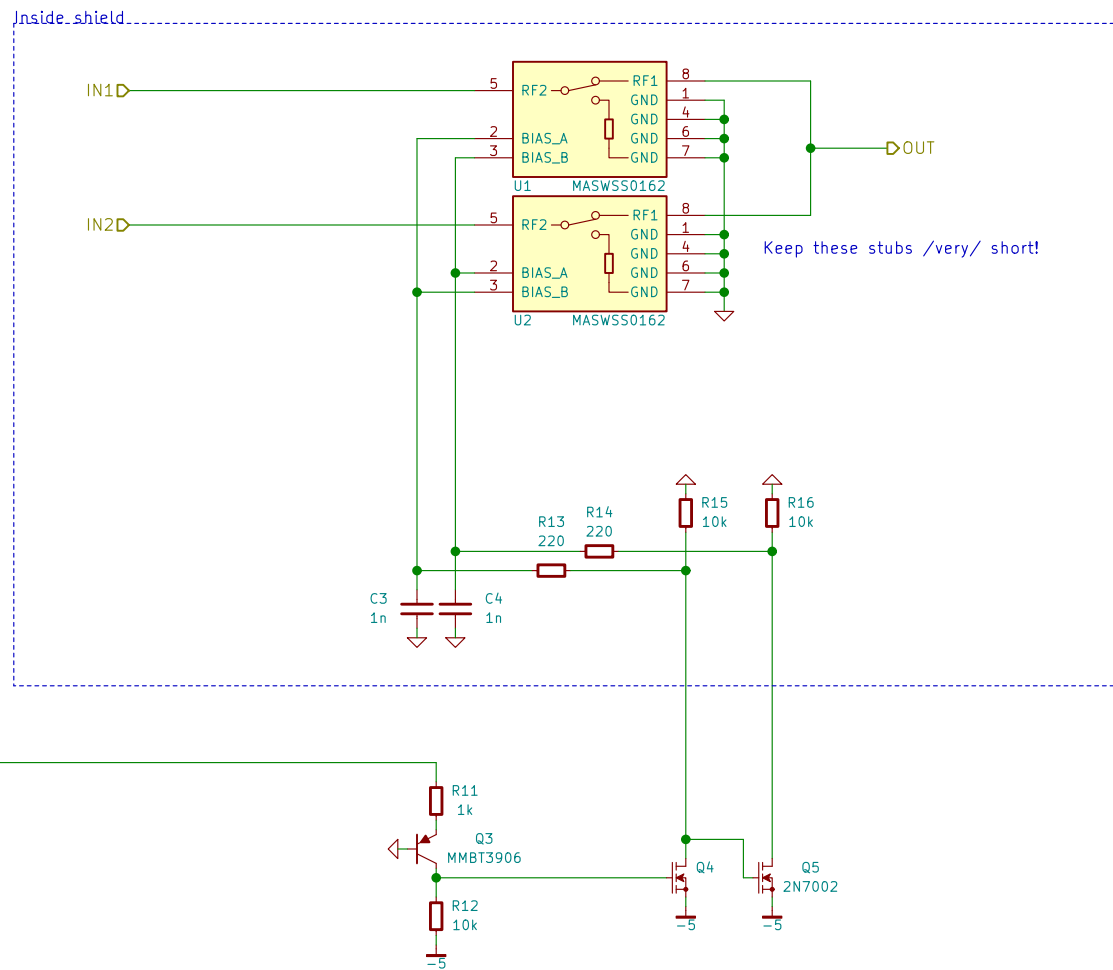 Inside shield
IN1
5
RF2
RF1
8
GND
1
GND
4
2
BIAS_A
GND
6
3
BIAS_B
GND
7
OUT
U1
MASWSS0162
IN2
5
RF2
RF1
8
GND
1
GND
4
2
BIAS_A
GND
6
3
BIAS_B
GND
7
Keep these stubs /very/ short!
U2
MASWSS0162
R15
10k
R16
10k
R14
220
R13
220
C3
1n
C4
1n
R11
1k
Q3
MMBT3906
Q4
Q5
2N7002
R12
10k
-5
-5
-5